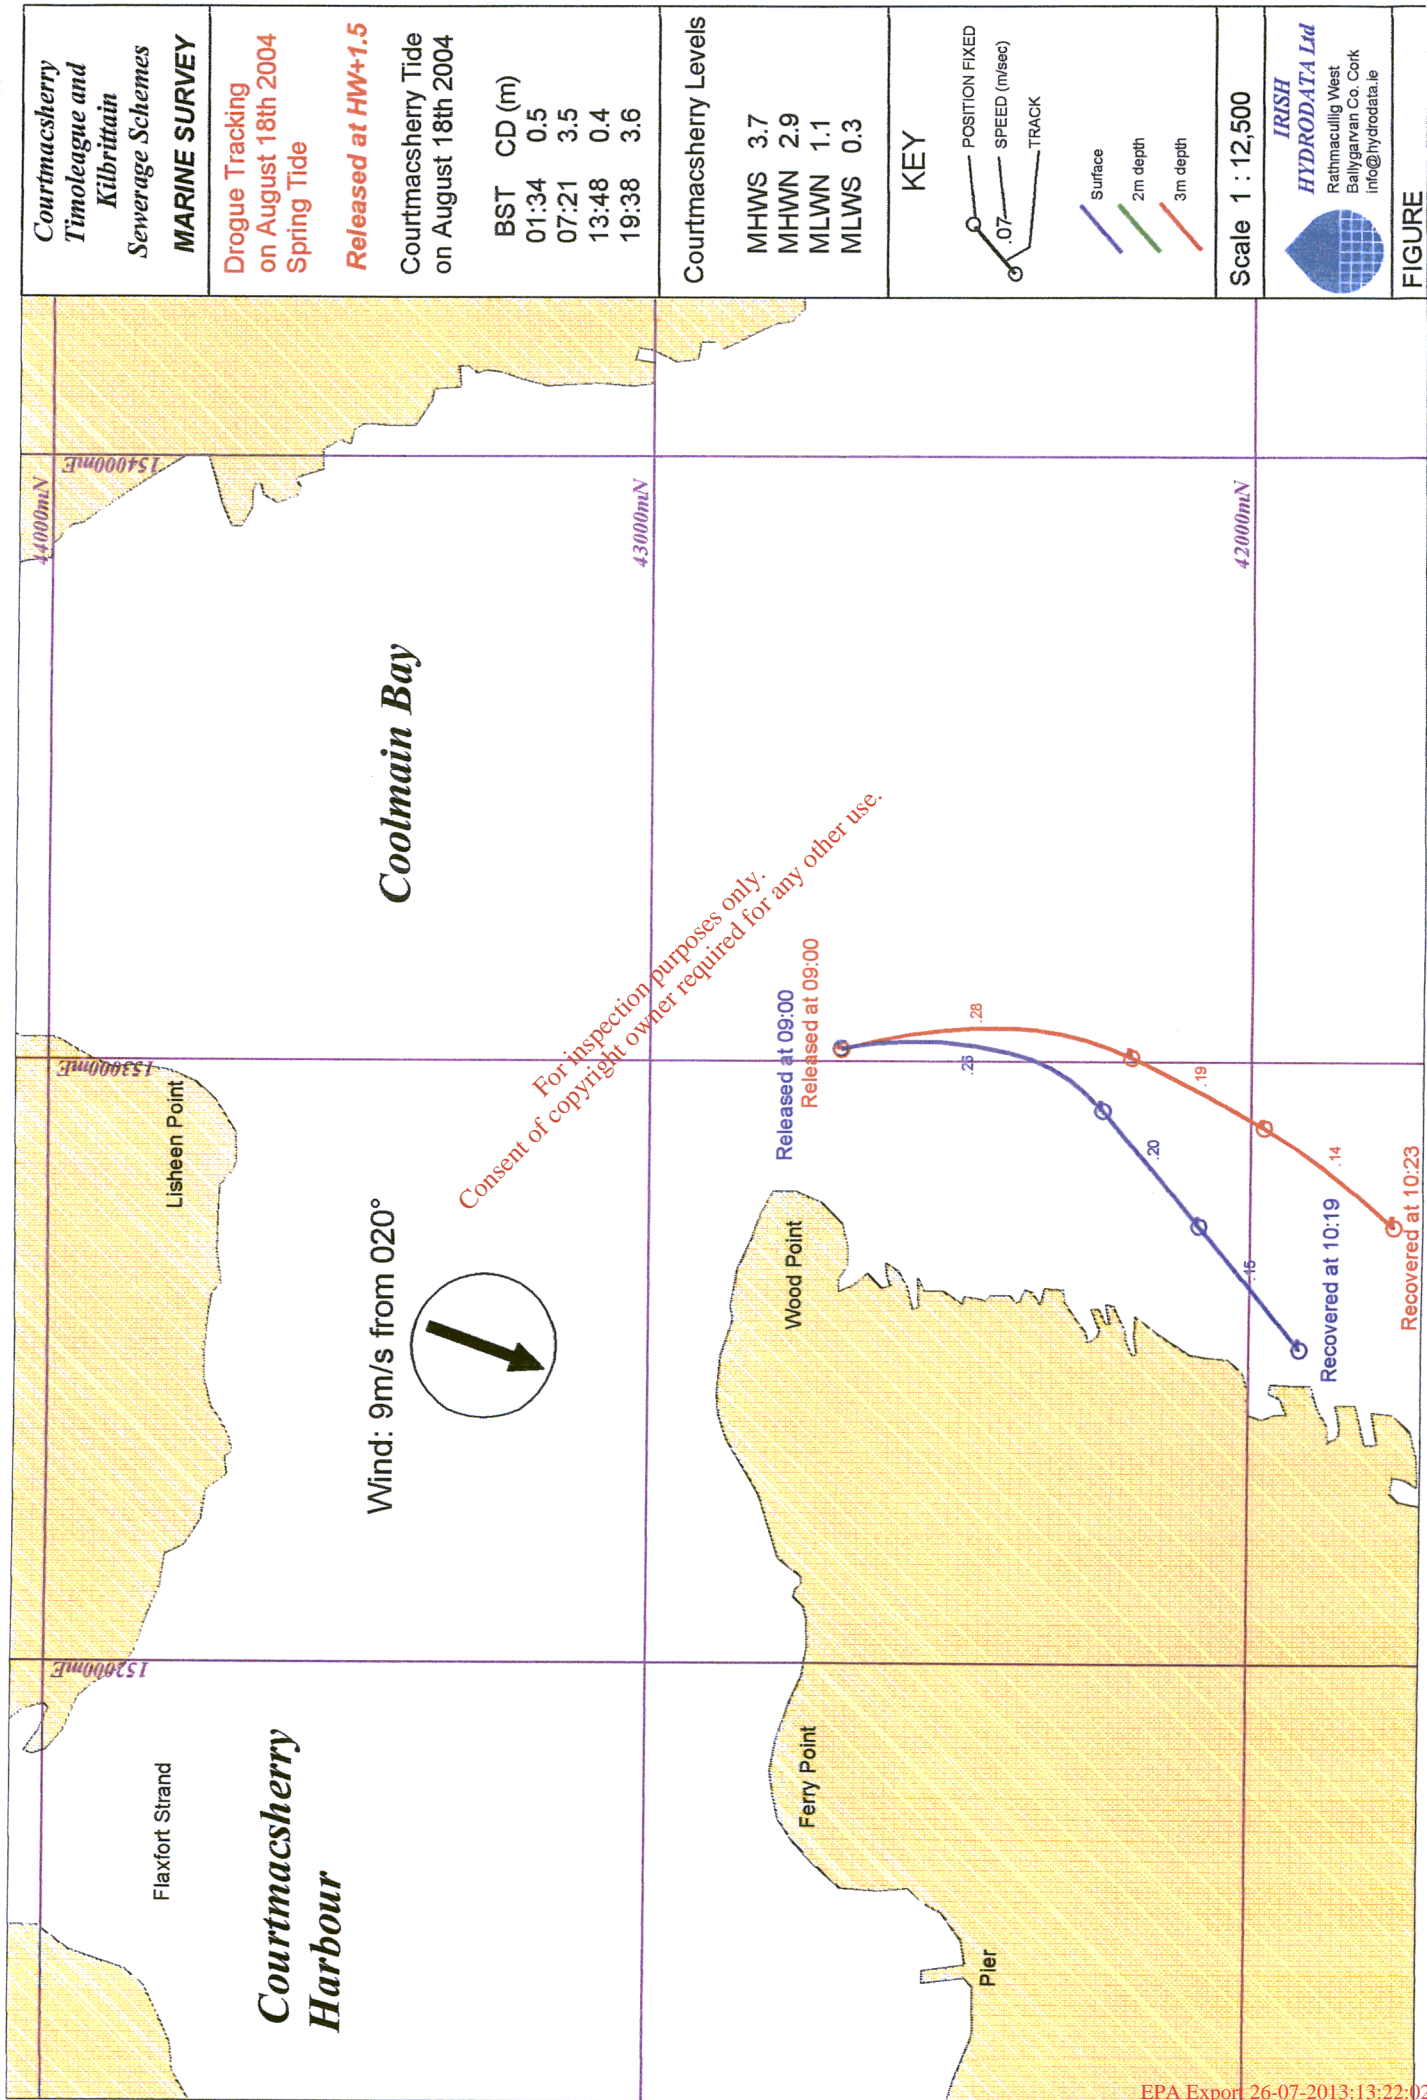 Courtmacsherry
Timoleague and
Kilbrittain
Sewerage Schemes
MARINE SURVEY
Drogue Tracking
on August 18th 2004
Spring Tide
Released at HW+1.5
Courtmacsherry Tide
on August 18th 2004
BST CD (m)
01:34 0.5
07:21 3.5
13:48 0.4
19:38 3.6
Courtmacsherry Levels
MHWS 3.7
MHWN 2.9
MLWN 1.1
MLWS 0.3
KEY
POSITION FIXED
.07 SPEED (m/sec)
TRACK
Surface
2m depth
3m depth
Scale 1 : 12,500
IRISH
HYDRODATA Ltd
Rathmacullig West
Ballygarvan Co. Cork
info@hydrodata.ie
FIGURE
44000mN
43000mN
42000mN
154000mE
153000mE
152000mE
Coolmain Bay
Lisheen Point
Wind: 9m/s from 020°
Flaxfort Strand
Courtmacsherry
Harbour
Wood Point
Ferry Point
Pier
Released at 09:00
Released at 09:00
.28
.19
.14
.20
.15
Recovered at 10:19
Recovered at 10:23
For inspection purposes only.
Consent of copyright owner required for any other use.
EPA Export 26-07-2013:13:22:02